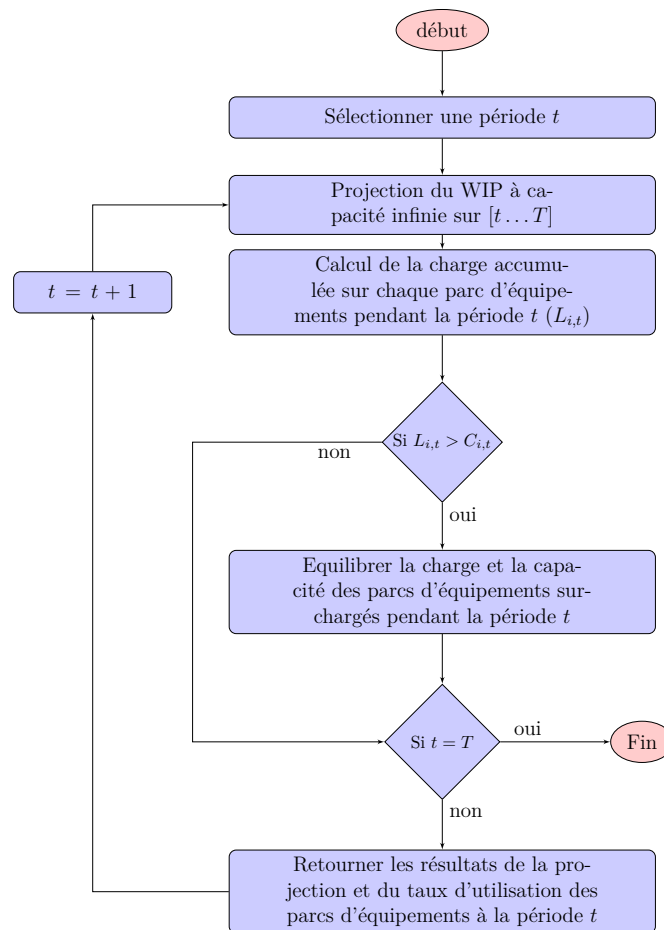 début
Sélectionner une période t
Projection du WIP à ca-
pacité infinie sur [t . . . T]
Calcul de la charge accumu-
lée sur chaque parc d'équipe-
ments pendant la période t (L_{i,t})
t = t + 1
Si L_{i,t} > C_{i,t}
non
oui
Equilibrer la charge et la capa-
cité des parcs d'équipements sur-
chargés pendant la période t
Si t = T
oui
Fin
non
Retourner les résultats de la pro-
jection et du taux d'utilisation des
parcs d'équipements à la période t